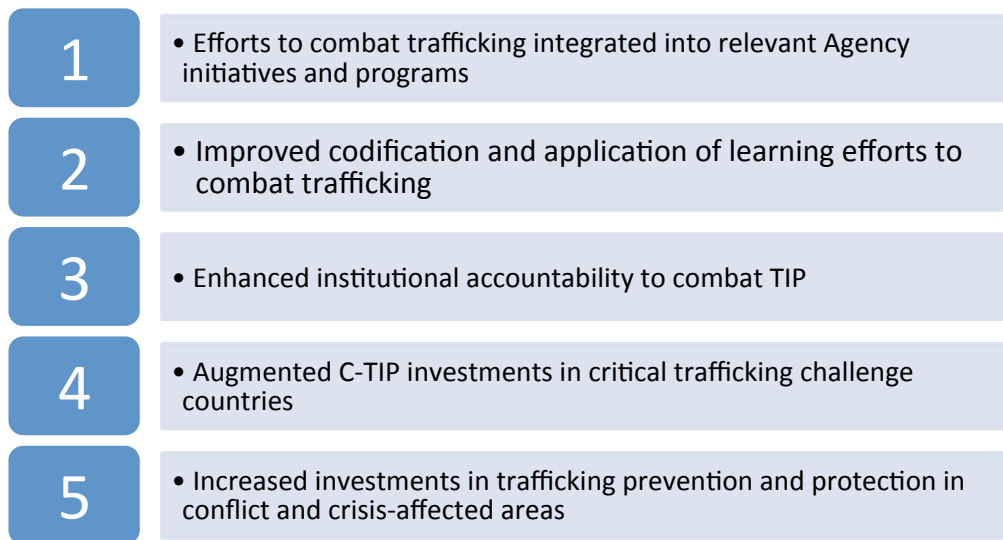 1
• Efforts to combat trafficking integrated into relevant Agency
initiatives and programs
2
• Improved codification and application of learning efforts to
combat trafficking
3
• Enhanced institutional accountability to combat TIP
4
• Augmented C-TIP investments in critical trafficking challenge
countries
5
• Increased investments in trafficking prevention and protection in
conflict and crisis-affected areas